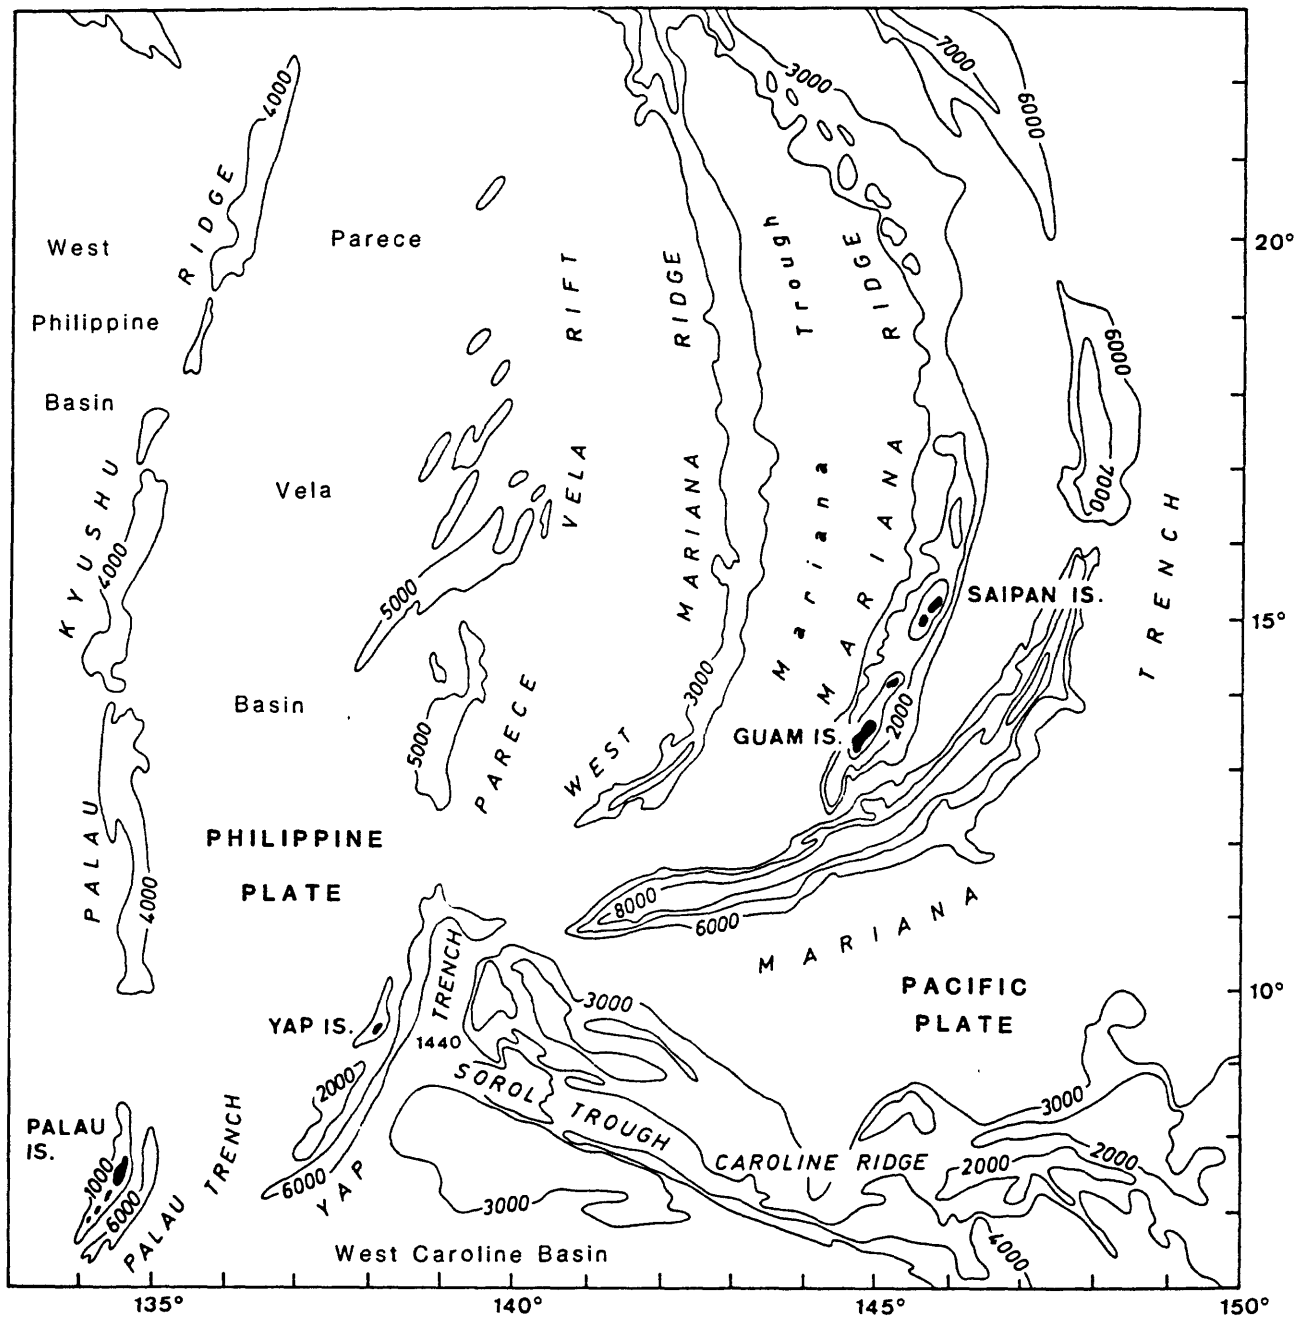 7000
3000
6000
4000
RIDGE
West
Parece
20°
Trough
RIDGE
RIFT
RIDGE
Philippine
6000
Basin
KYUSHU
Vela
VELA
MARIANA
Mariana
MARIANA
7000
TRENCH
4000
5000
SAIPAN IS.
15°
3000
Basin
PARECE
5000
WEST
GUAM IS.
2000
PALAU
PHILIPPINE
PLATE
4000
8000
6000
MARIANA
TRENCH
PACIFIC
PLATE
10°
3000
YAP IS.
1440
2000
SOROL TROUGH
3000
PALAU
IS.
TRENCH
CAROLINE RIDGE
2000
2000
1000
6000
6000
YAP
3000
PALAU
4000
West Caroline Basin
135°
140°
145°
150°